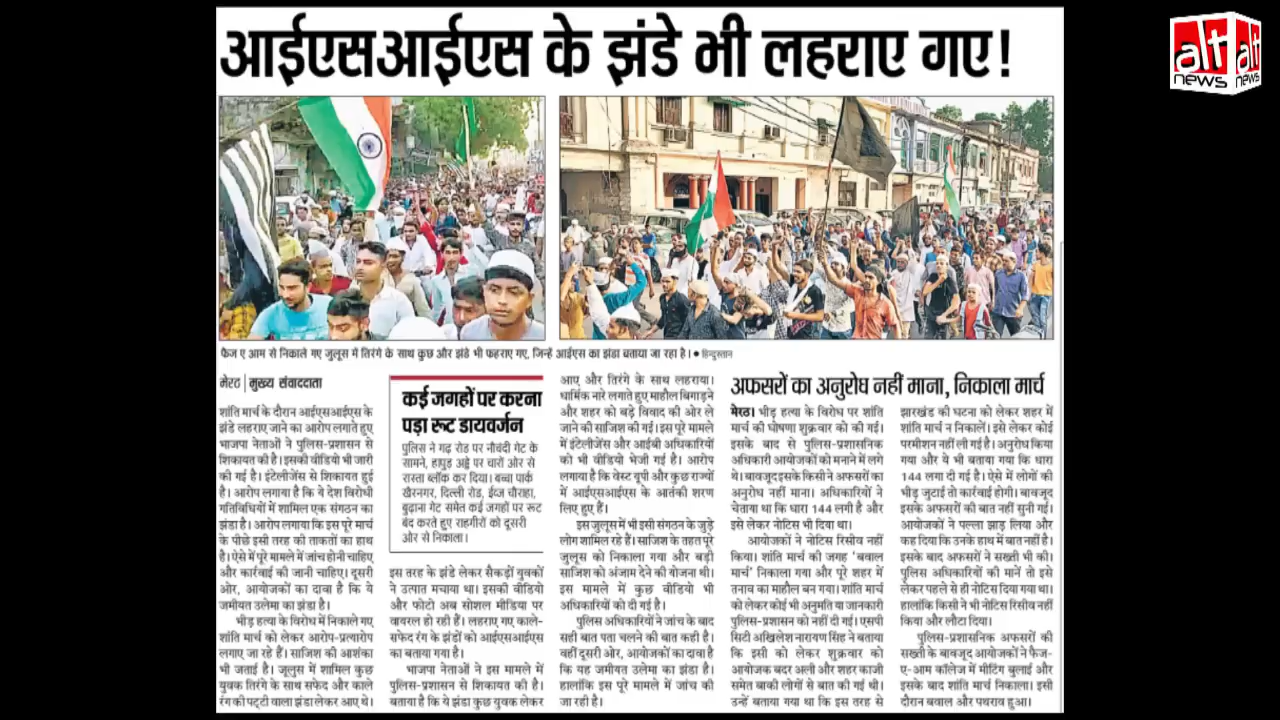 आईएसआईएस के झंडे भी लहराए गए!
alt
news
alt
news
फैज ए आम से निकाले गए जुलूस में तिरंगे के साथ कुछ और झंडे भी फहराए गए, जिन्हें आईएस का झंडा बताया जा रहा है। ● हिन्दुस्तान
मेरठ | मुख्य संवाददाता
शांति मार्च के दौरान आईएसआईएस के
झंडे लहराए जाने का आरोप लगाते हुए
भाजपा नेताओं ने पुलिस-प्रशासन से
शिकायत की है। इसकी वीडियो भी जारी
की गई है। इंटेलीजेंस से शिकायत हुई
है। आरोप लगाया है कि ये देश विरोधी
गतिविधियों में शामिल एक संगठन का
झंडा है। आरोप लगाया कि इस पूरे मार्च
के पीछे इसी तरह की ताकतों का हाथ
है। ऐसे में पूरे मामले में जांच होनी चाहिए
और कार्रवाई की जानी चाहिए। दूसरी
ओर, आयोजकों का दावा है कि ये
जमीयत उलेमा का झंडा है।
भीड़ हत्या के विरोध में निकाले गए
शांति मार्च को लेकर आरोप-प्रत्यारोप
लगाए जा रहे हैं। साजिश की आशंका
भी जताई है। जुलूस में शामिल कुछ
युवक तिरंगे के साथ सफेद और काले
रंग की पट्टी वाला झंडा लेकर आए थे।
कई जगहों पर करना
पड़ा रूट डायवर्जन
पुलिस ने गढ़ रोड पर नौचंदी गेट के
सामने, हापुड़ अड्डे पर चारों ओर से
रास्ता ब्लॉक कर दिया। बच्चा पार्क
खैरनगर, दिल्ली रोड, ईव्ज चौराहा,
बुढ़ाना गेट समेत कई जगहों पर रूट
बंद करते हुए राहगीरों को दूसरी
ओर से निकाला।
इस तरह के झंडे लेकर सैकड़ों युवकों
ने उत्पात मचाया था। इसकी वीडियो
और फोटो अब सोशल मीडिया पर
वायरल हो रही हैं। लहराए गए काले-
सफेद रंग के झंडों को आईएसआईएस
का बताया गया है।
भाजपा नेताओं ने इस मामले में
पुलिस-प्रशासन से शिकायत की है।
बताया है कि ये झंडा कुछ युवक लेकर
आए और तिरंगे के साथ लहराया।
धार्मिक नारे लगाते हुए माहौल बिगाड़ने
और शहर को बड़े विवाद की ओर ले
जाने की साजिश की गई। इस पूरे मामले
में इंटेलीजेंस और आईबी अधिकारियों
को भी वीडियो भेजी गई है। आरोप
लगाया है कि वेस्ट यूपी और कुछ राज्यों
में आईएसआईएस के आतंकी शरण
लिए हुए हैं।
इस जुलूस में भी इसी संगठन के जुड़े
लोग शामिल रहे हैं। साजिश के तहत पूरे
जुलूस को निकाला गया और बड़ी
साजिश को अंजाम देने की योजना थी।
इस मामले में कुछ वीडियो भी
अधिकारियों को दी गई है।
पुलिस अधिकारियों ने जांच के बाद
सही बात पता चलने की बात कही है।
वहीं दूसरी ओर, आयोजकों का दावा है
कि यह जमीयत उलेमा का झंडा है।
हालांकि इस पूरे मामले में जांच की
जा रही है।
अफसरों का अनुरोध नहीं माना, निकाला मार्च
मेरठ। भीड़ हत्या के विरोध पर शांति
मार्च की घोषणा शुक्रवार को की गई।
इसके बाद से पुलिस-प्रशासनिक
अधिकारी आयोजकों को मनाने में लगे
थे। बावजूद इसके किसी ने अफसरों का
अनुरोध नहीं माना। अधिकारियों ने
चेताया था कि धारा 144 लगी है और
इसे लेकर नोटिस भी दिया था।
आयोजकों ने नोटिस रिसीव नहीं
किया। शांति मार्च की जगह 'बवाल
मार्च' निकाला गया और पूरे शहर में
तनाव का माहौल बन गया। शांति मार्च
को लेकर कोई भी अनुमति या जानकारी
पुलिस-प्रशासन को नहीं दी गई। एसपी
सिटी अखिलेश नारायण सिंह ने बताया
कि इसी को लेकर शुक्रवार को
आयोजक बदर अली और शहर काजी
समेत बाकी लोगों से बात की गई थी।
उन्हें बताया गया था कि इस तरह से
झारखंड की घटना को लेकर शहर में
शांति मार्च न निकालें। इसे लेकर कोई
परमीशन नहीं ली गई है। अनुरोध किया
गया और ये भी बताया गया कि धारा
144 लगा दी गई है। ऐसे में लोगों की
भीड़ जुटाई तो कार्रवाई होगी। बावजूद
इसके अफसरों की बात नहीं सुनी गई।
आयोजकों ने पल्ला झाड़ लिया और
कह दिया कि उनके हाथ में बात नहीं है।
इसके बाद अफसरों ने सख्ती भी की।
पुलिस अधिकारियों की मानें तो इसे
लेकर पहले से ही नोटिस दिया गया था।
हालांकि किसी ने भी नोटिस रिसीव नहीं
किया और लौटा दिया।
पुलिस-प्रशासनिक अफसरों की
सख्ती के बावजूद आयोजकों ने फैज-
ए-आम कॉलेज में मीटिंग बुलाई और
इसके बाद शांति मार्च निकाला। इसी
दौरान बवाल और पथराव हुआ।